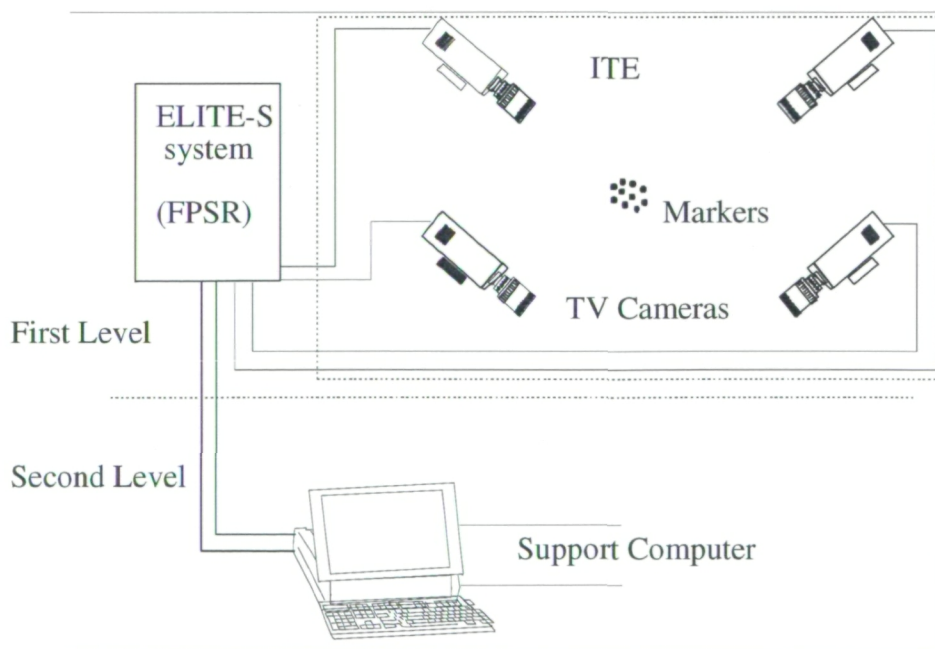 ELITE-S
system
(FPSR)
ITE
Markers
TV Cameras
First Level
Second Level
Support Computer